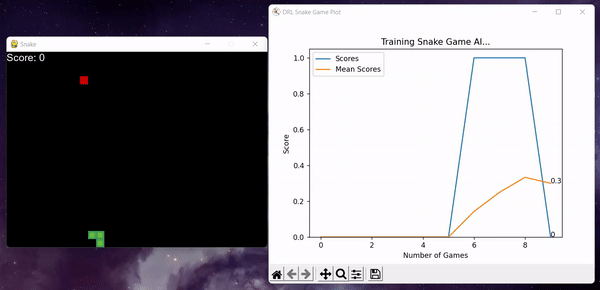 Snake
Score: 0
DRL Snake Game Plot
Training Snake Game AI...
Scores
Mean Scores
1.0
0.8
0.6
0.4
0.2
0.0
Score
0.3
0
0 2 4 6 8
Number of Games